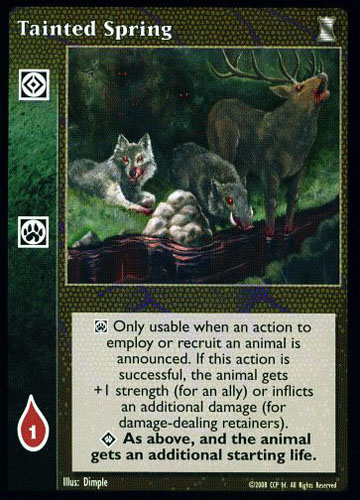 Tainted Spring
Only usable when an action to
employ or recruit an animal is
announced. If this action is
successful, the animal gets
+1 strength (for an ally) or inflicts
an additional damage (for
damage-dealing retainers).
As above, and the animal
gets an additional starting life.
1
Illus: Dimple
©2008 CCP hf. All Rights Reserved